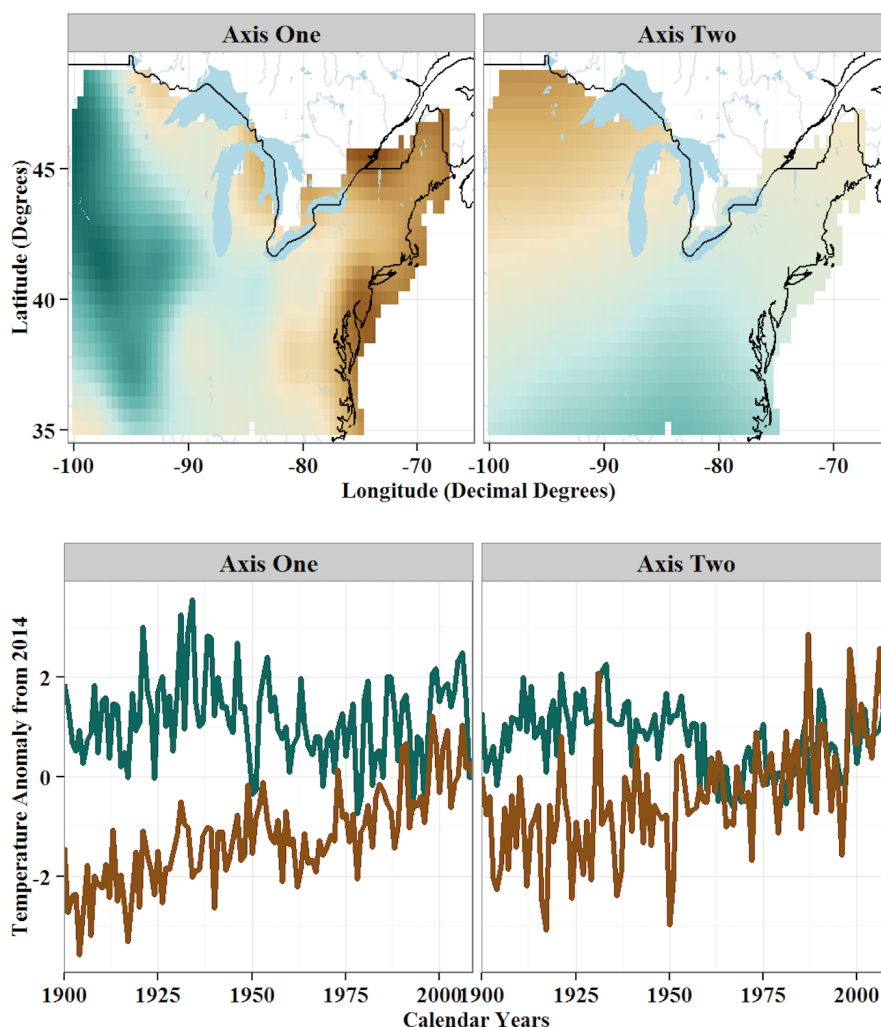 Axis One Axis Two
Latitude (Degrees)
45
40
35
-100 -90 -80 -70 -100 -90 -80 -70
Longitude (Decimal Degrees)
Axis One Axis Two
Temperature Anomaly from 2014
2
0
-2
1900 1925 1950 1975 2000 1900 1925 1950 1975 2000
Calendar Years